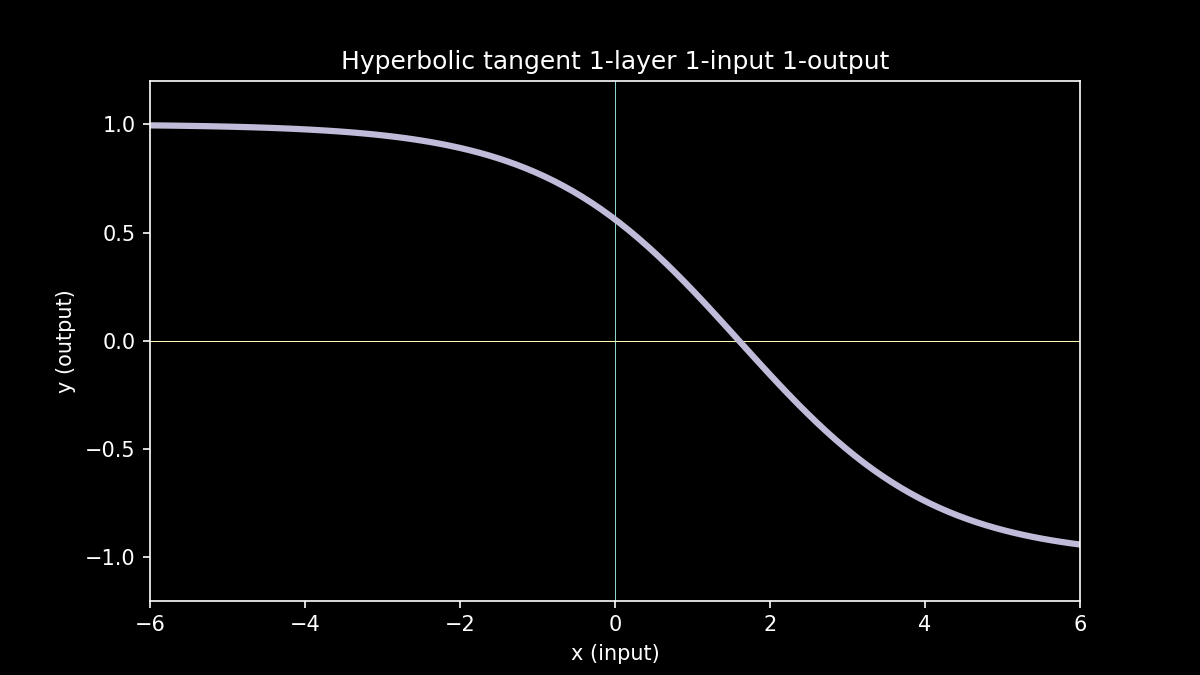 Hyperbolic tangent 1-layer 1-input 1-output
y (output)
1.0
0.5
0.0
−0.5
−1.0
−6 −4 −2 0 2 4 6
x (input)